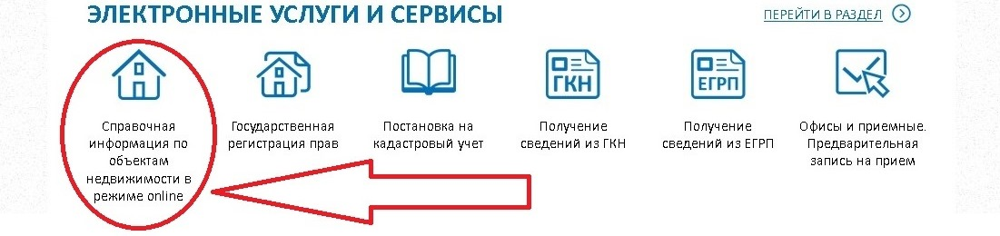 ЭЛЕКТРОННЫЕ УСЛУГИ И СЕРВИСЫ
ПЕРЕЙТИ В РАЗДЕЛ
Справочная
информация по
объектам
недвижимости в
режиме online
Государственная
регистрация прав
Постановка на
кадастровый учет
ГКН
Получение
сведений из ГКН
ЕГРП
Получение
сведений из ЕГРП
Офисы и приемные.
Предварительная
запись на прием